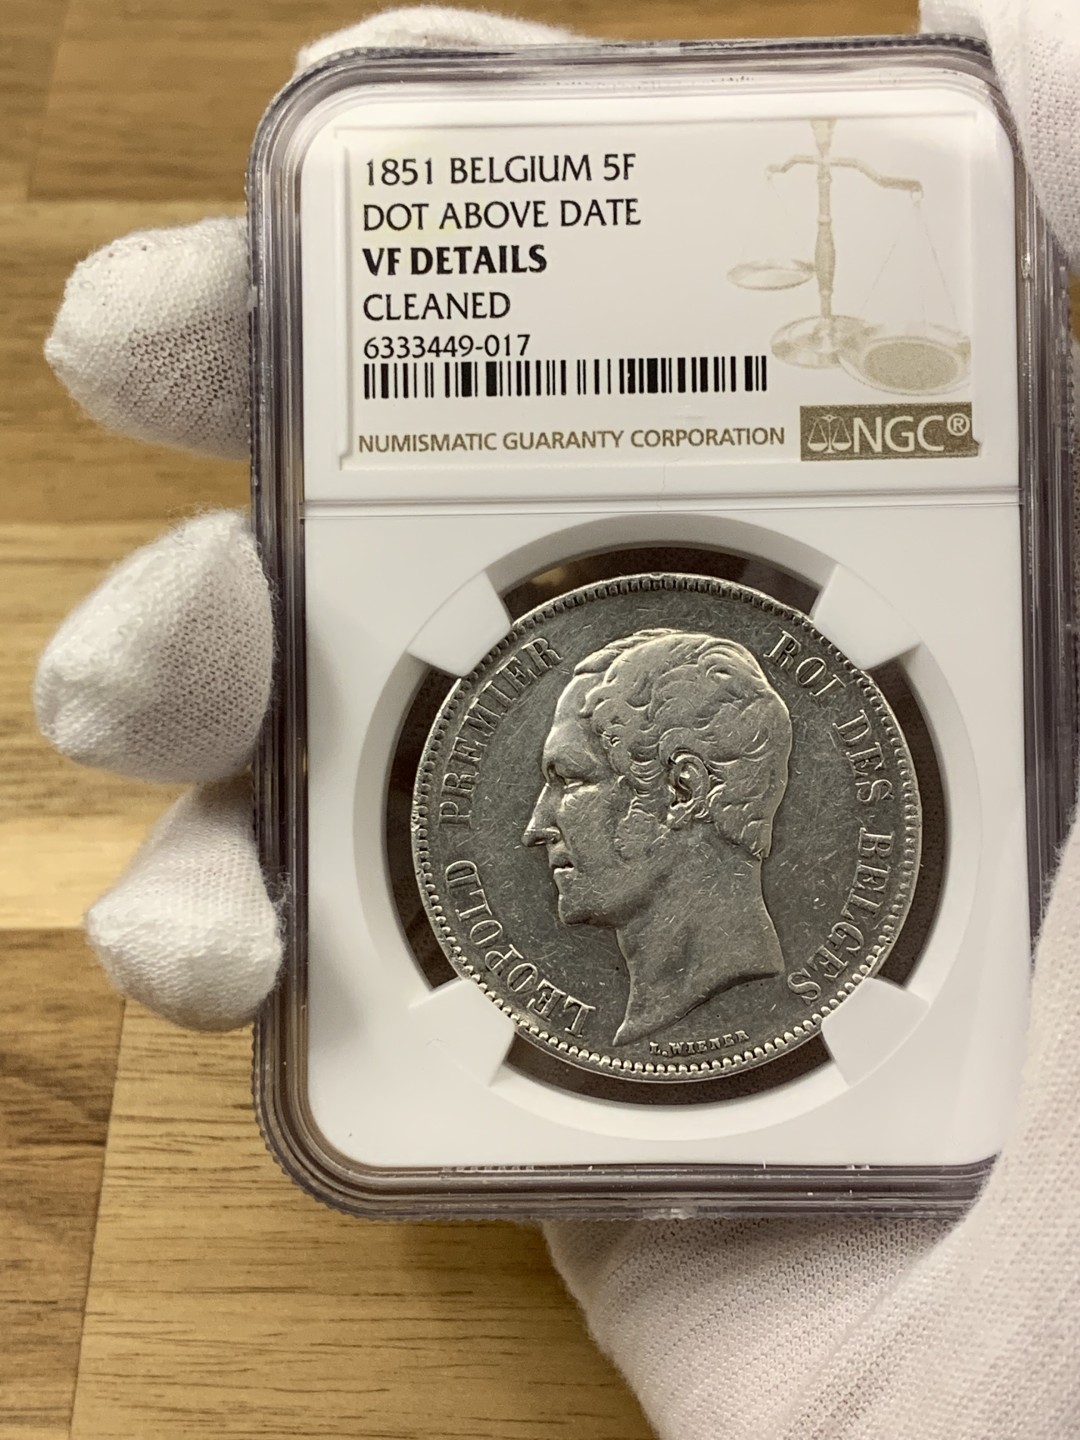 1851 BELGIUM 5F
DOT ABOVE DATE
VF DETAILS
CLEANED
6333449-017
NUMISMATIC GUARANTY CORPORATION
NGC®
LEOPOLD PREMIER ROI DES BELGES
L.WIENER